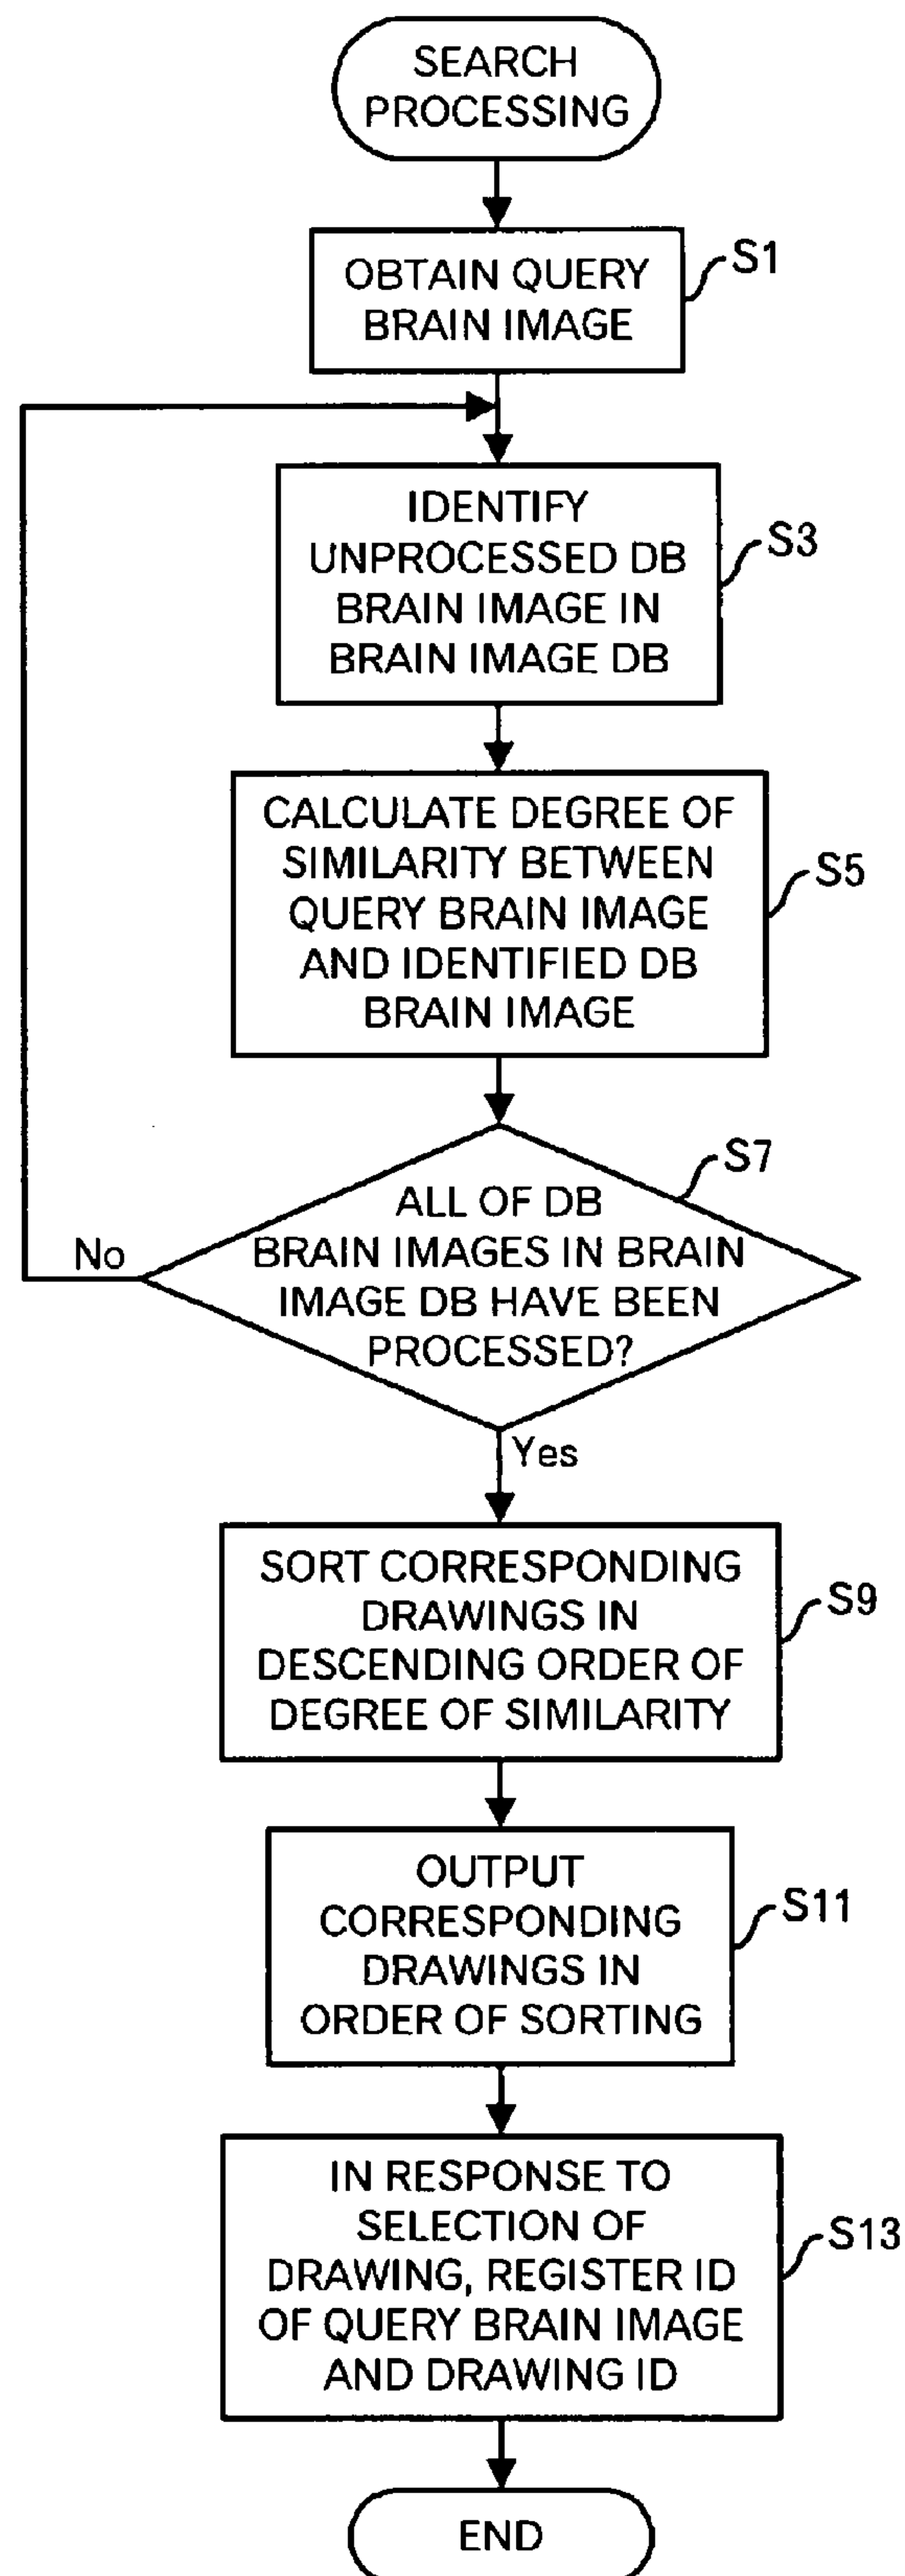 SEARCH
PROCESSING
S1
OBTAIN QUERY
BRAIN IMAGE
IDENTIFY
UNPROCESSED DB
BRAIN IMAGE IN
BRAIN IMAGE DB
S3
CALCULATE DEGREE OF
SIMILARITY BETWEEN
QUERY BRAIN IMAGE
AND IDENTIFIED DB
BRAIN IMAGE
S5
S7
ALL OF DB
BRAIN IMAGES IN BRAIN
IMAGE DB HAVE BEEN
PROCESSED?
No
Yes
SORT CORRESPONDING
DRAWINGS IN
DESCENDING ORDER OF
DEGREE OF SIMILARITY
S9
OUTPUT
CORRESPONDING
DRAWINGS IN
ORDER OF SORTING
S11
IN RESPONSE TO
SELECTION OF
DRAWING, REGISTER ID
OF QUERY BRAIN IMAGE
AND DRAWING ID
S13
END